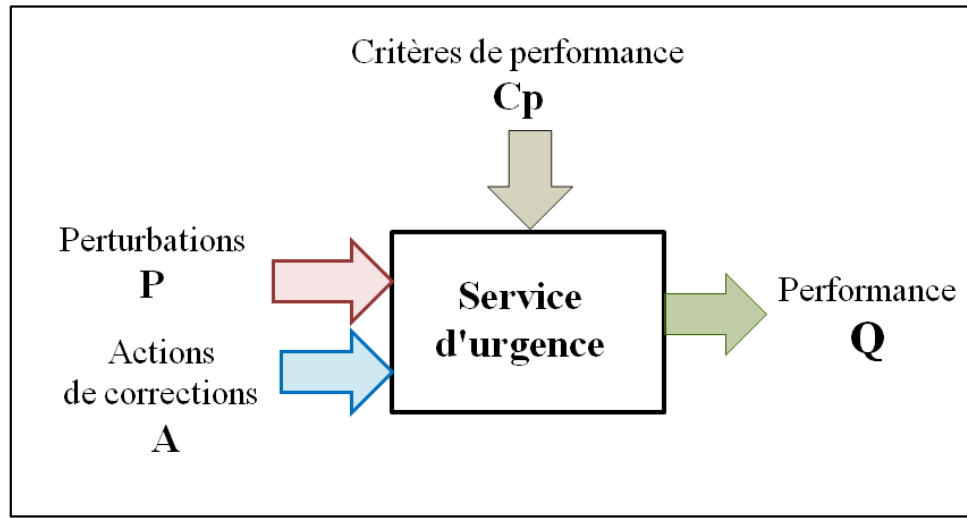 Critères de performance
Cp
Perturbations
P
Actions
de corrections
A
Service
d'urgence
Performance
Q